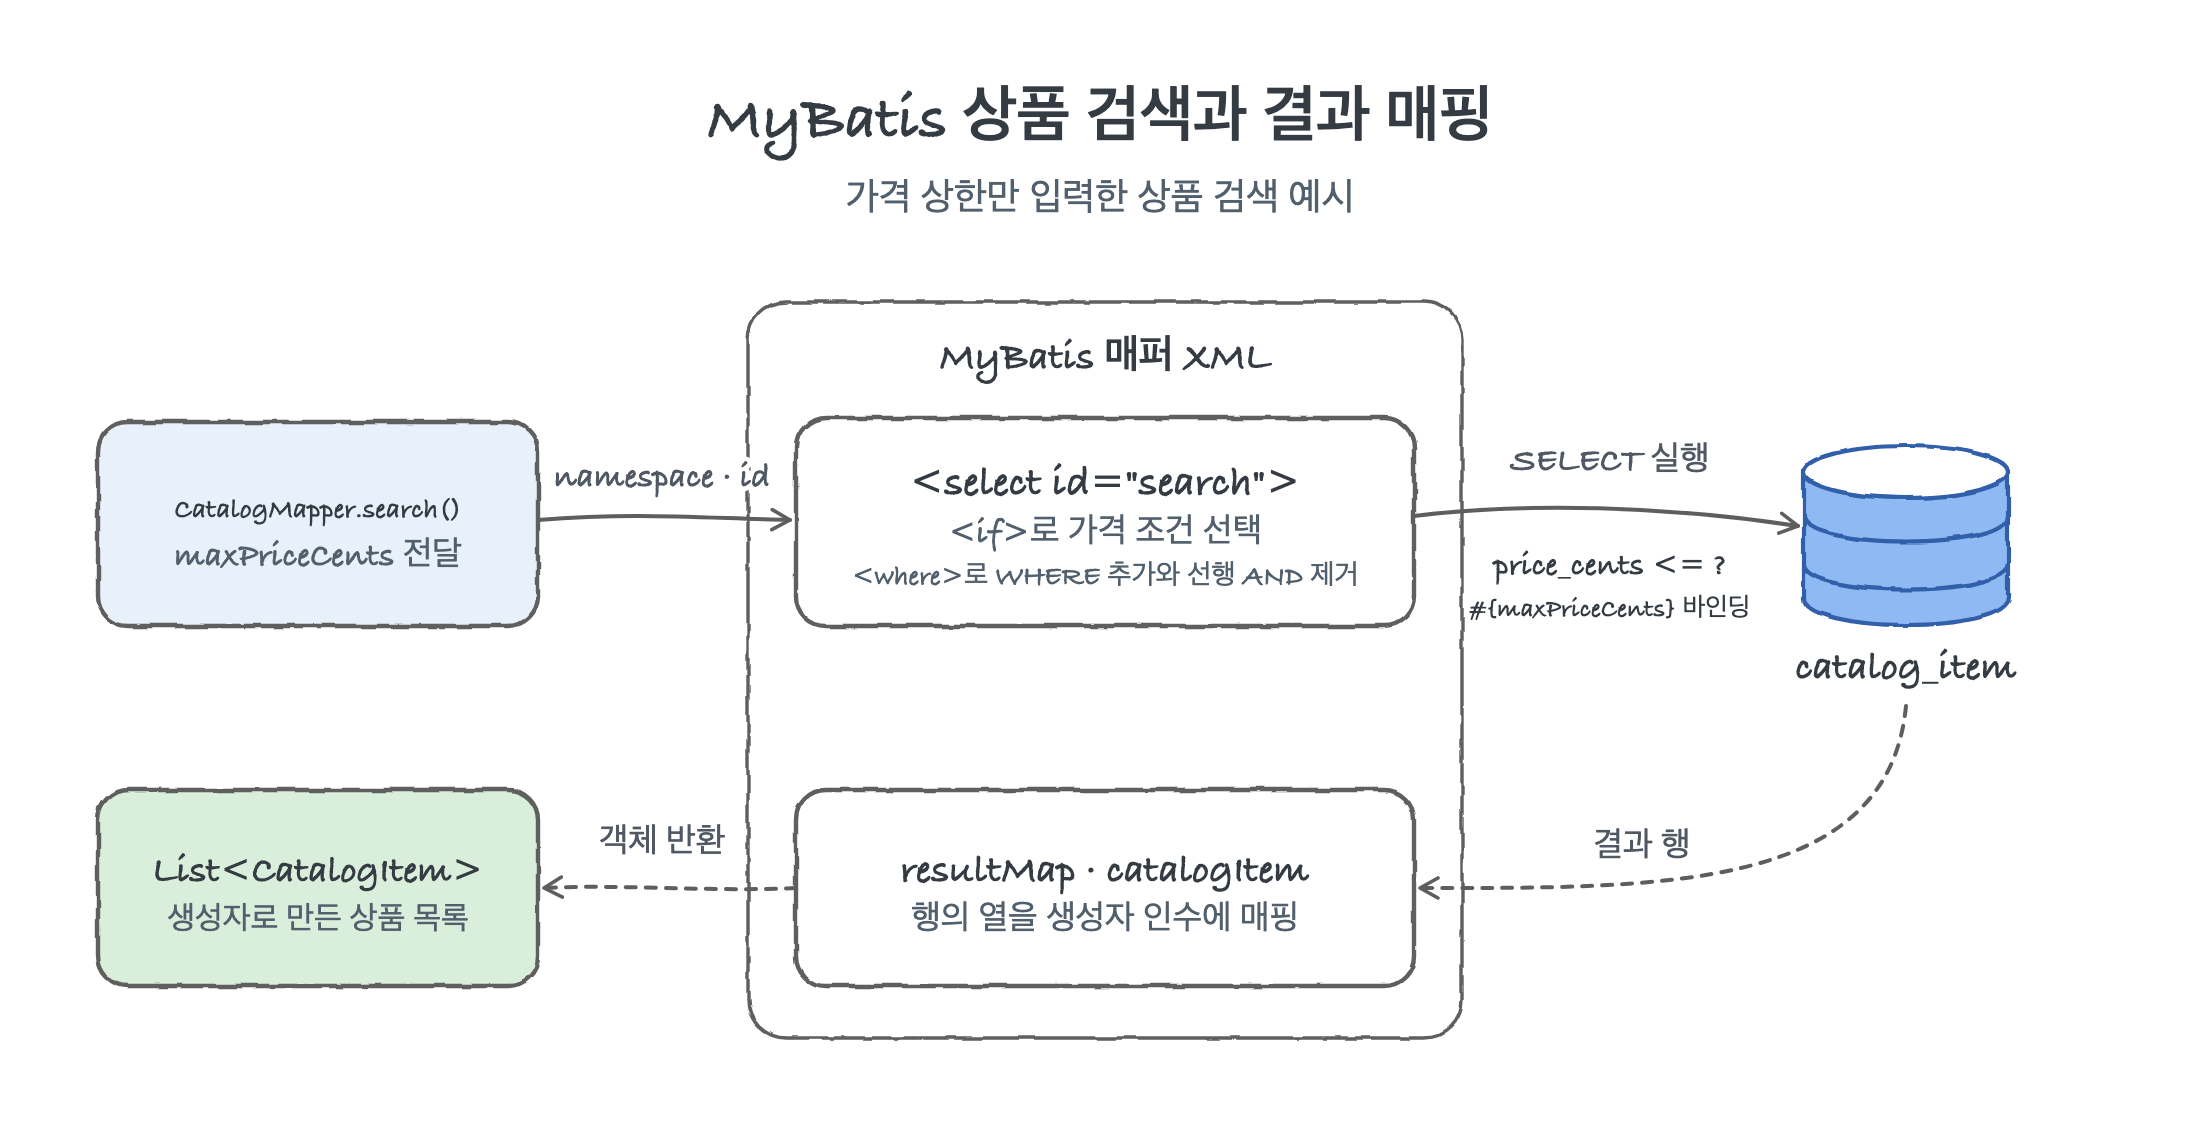 MyBatis 상품 검색과 결과 매핑
가격 상한만 입력한 상품 검색 예시
MyBatis 매퍼 XML
CatalogMapper.search()
maxPriceCents 전달
namespace · id
<select id="search">
<if>로 가격 조건 선택
<where>로 WHERE 추가와 선행 AND 제거
SELECT 실행
price_cents <= ?
#{maxPriceCents} 바인딩
catalog_item
결과 행
resultMap · catalogItem
행의 열을 생성자 인수에 매핑
객체 반환
List<CatalogItem>
생성자로 만든 상품 목록